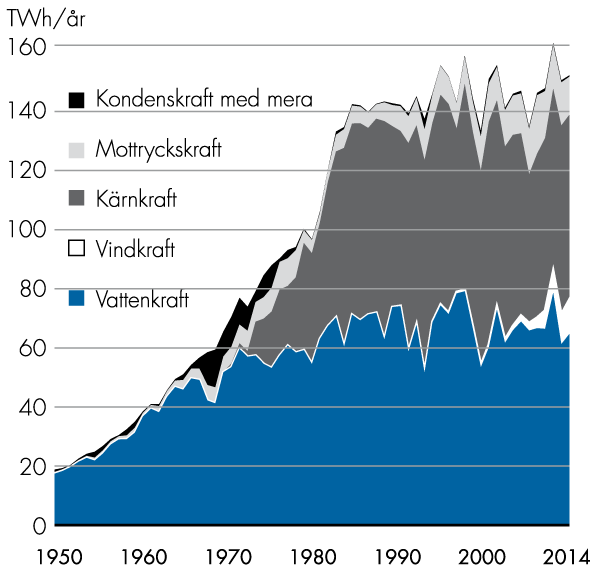 TWh/år
160
140
120
100
80
60
40
20
0
Kondenskraft med mera
Mottryckskraft
Kärnkraft
Vindkraft
Vattenkraft
1950 1960 1970 1980 1990 2000 2014